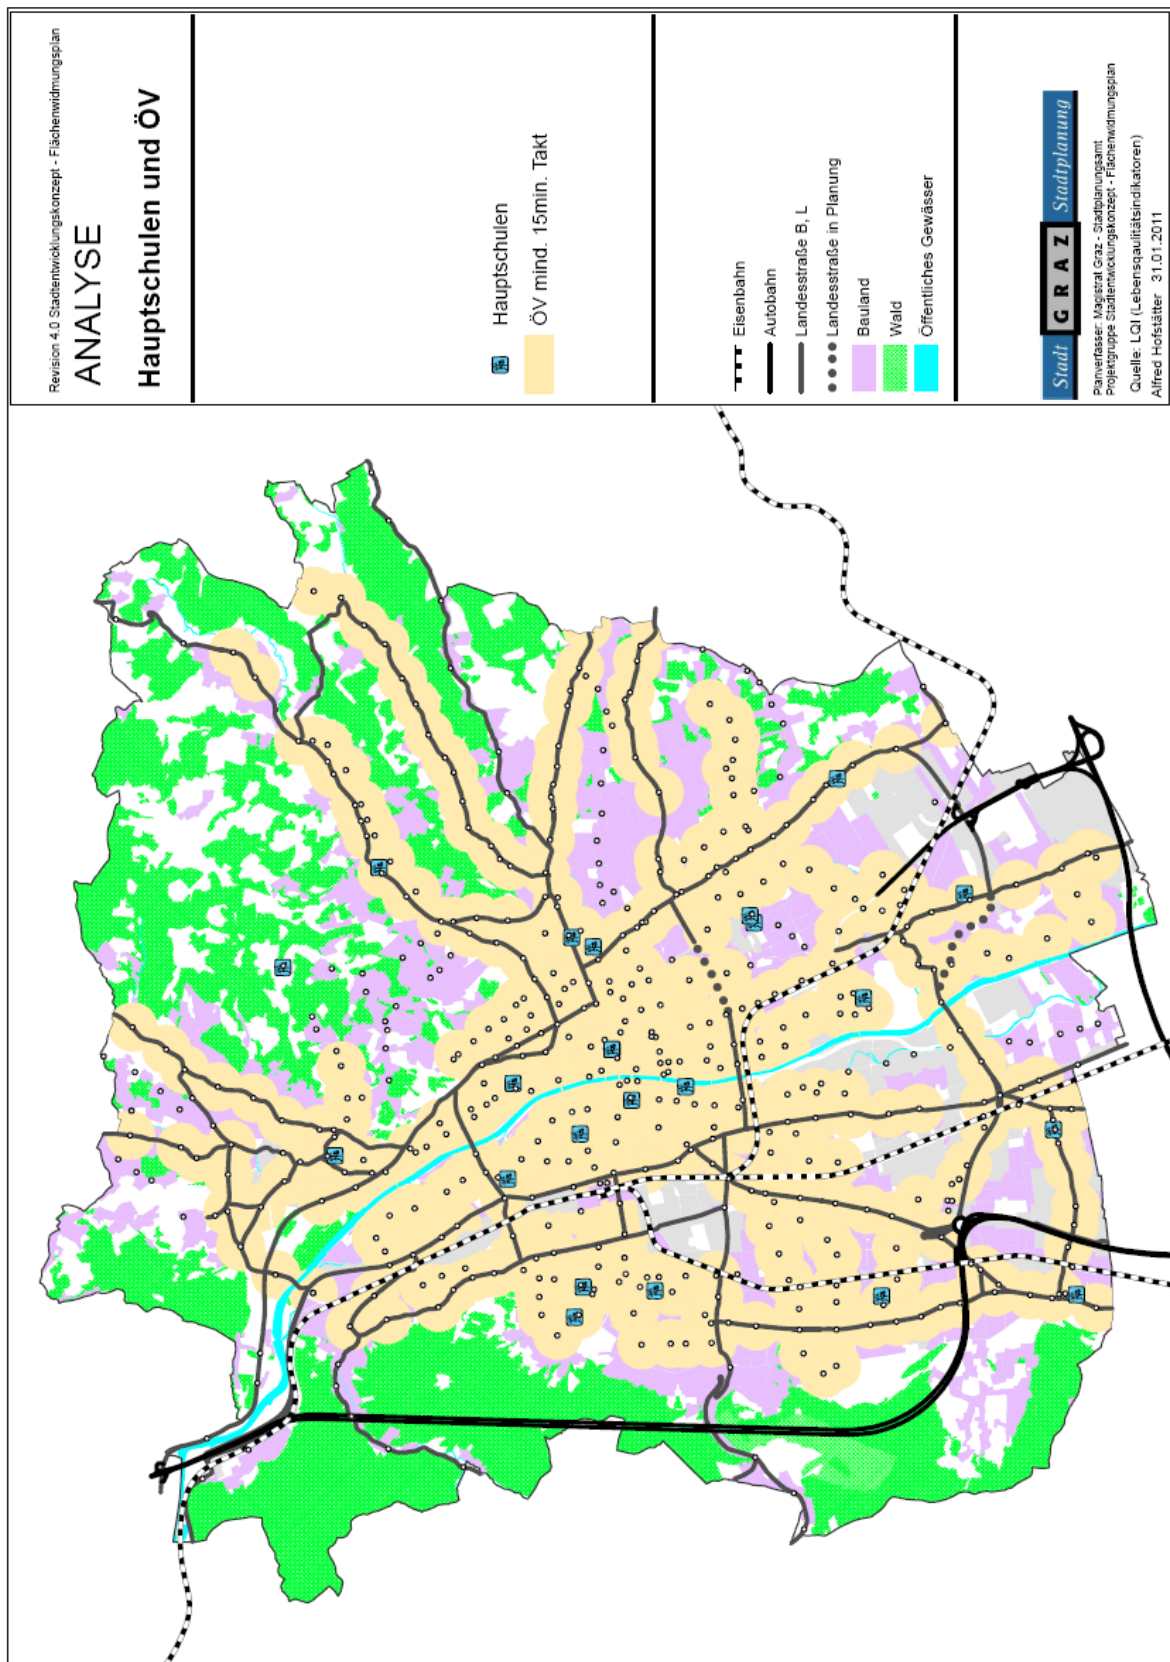 Revision 4.0 Stadtentwicklungskonzept - Flächenwidmungsplan
ANALYSE
Hauptschulen und ÖV
Hauptschulen
ÖV mind. 15min. Takt
Eisenbahn
Autobahn
Landesstraße B, L
Landesstraße in Planung
Bauland
Wald
Öffentliches Gewässer
Stadt GRAZ Stadtplanung
Planverfasser: Magistrat Graz - Stadtplanungsamt
Projektgruppe Stadtentwicklungskonzept - Flächenwidmungsplan
Quelle: LQI (Lebensqaulitätsindikatoren)
Alfred Hofstätter 31.01.2011